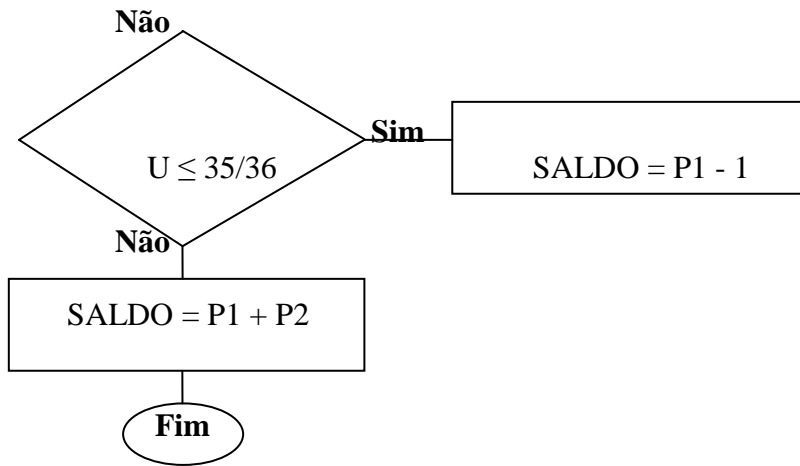 Não
Sim
U ≤ 35/36
SALDO = P1 - 1
Não
SALDO = P1 + P2
Fim